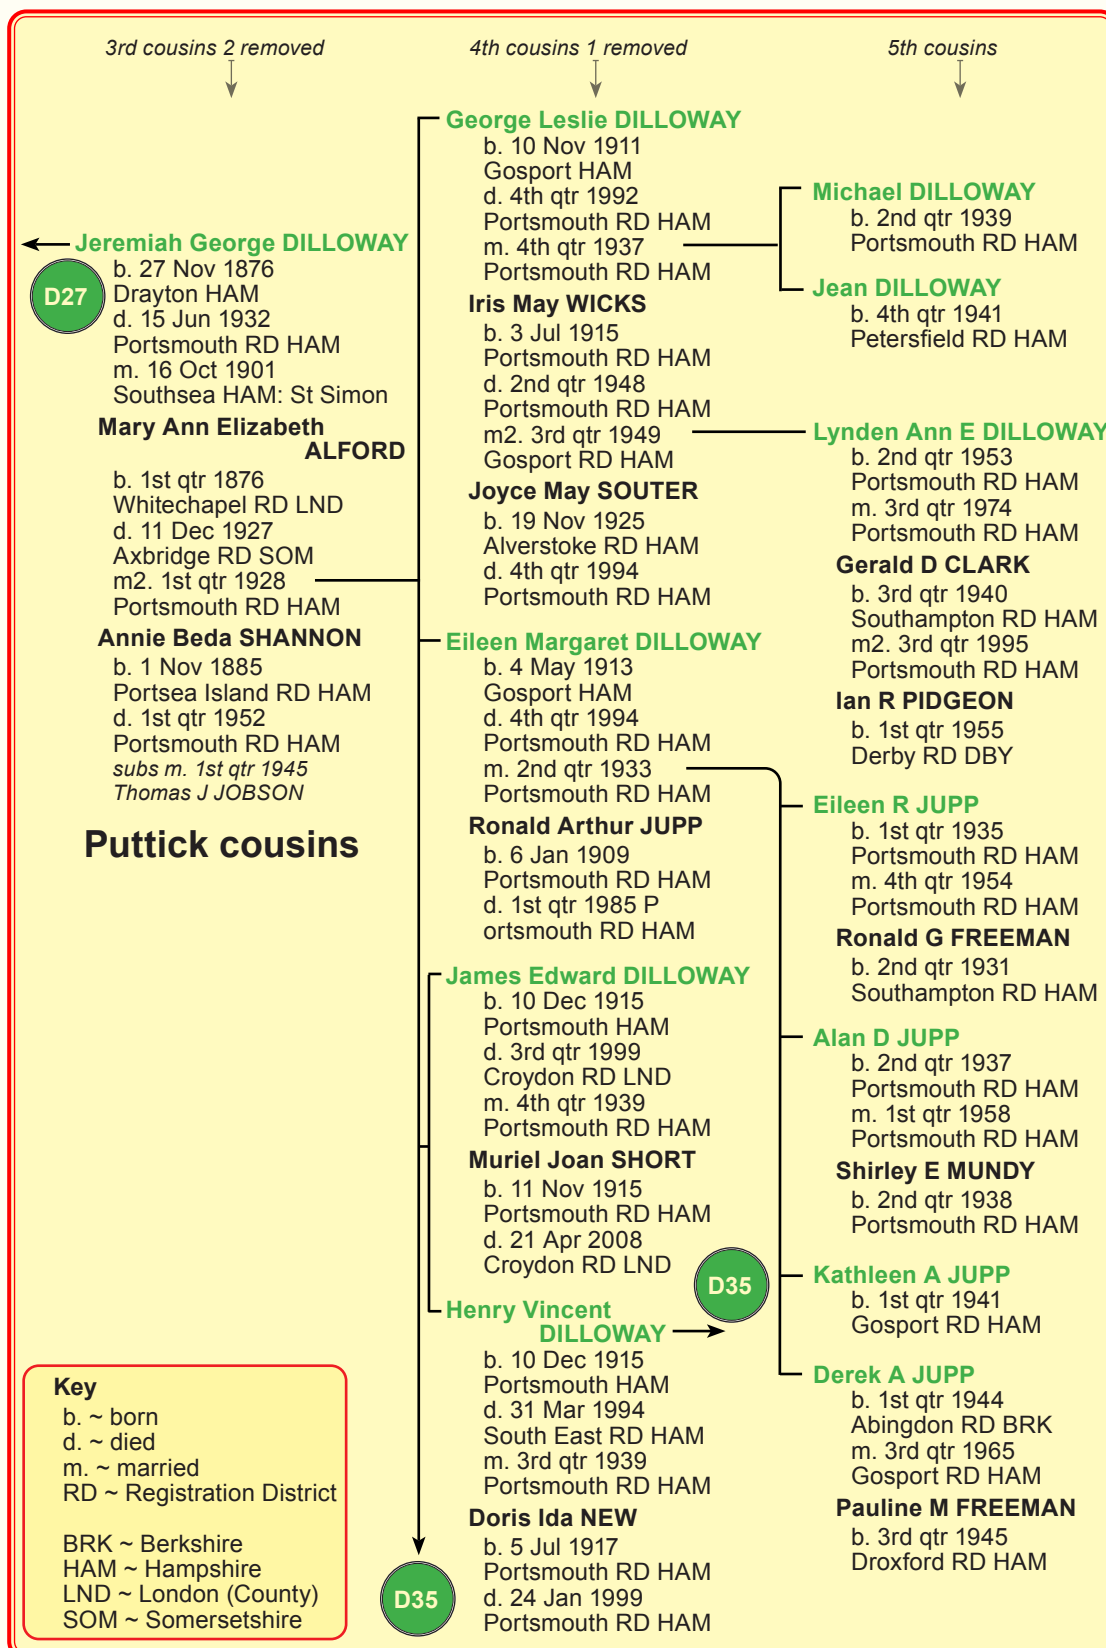 3rd cousins 2 removed
4th cousins 1 removed
5th cousins
Jeremiah George DILLOWAY
D27
b. 27 Nov 1876
Drayton HAM
d. 15 Jun 1932
Portsmouth RD HAM
m. 16 Oct 1901
Southsea HAM: St Simon
Mary Ann Elizabeth
ALFORD
b. 1st qtr 1876
Whitechapel RD LND
d. 11 Dec 1927
Axbridge RD SOM
m2. 1st qtr 1928
Portsmouth RD HAM
Annie Beda SHANNON
b. 1 Nov 1885
Portsea Island RD HAM
d. 1st qtr 1952
Portsmouth RD HAM
subs m. 1st qtr 1945
Thomas J JOBSON
Puttick cousins
George Leslie DILLOWAY
b. 10 Nov 1911
Gosport HAM
d. 4th qtr 1992
Portsmouth RD HAM
m. 4th qtr 1937
Portsmouth RD HAM
Iris May WICKS
b. 3 Jul 1915
Portsmouth RD HAM
d. 2nd qtr 1948
Portsmouth RD HAM
m2. 3rd qtr 1949
Gosport RD HAM
Joyce May SOUTER
b. 19 Nov 1925
Alverstoke RD HAM
d. 4th qtr 1994
Portsmouth RD HAM
Eileen Margaret DILLOWAY
b. 4 May 1913
Gosport HAM
d. 4th qtr 1994
Portsmouth RD HAM
m. 2nd qtr 1933
Portsmouth RD HAM
Ronald Arthur JUPP
b. 6 Jan 1909
Portsmouth RD HAM
d. 1st qtr 1985 P
ortsmouth RD HAM
James Edward DILLOWAY
b. 10 Dec 1915
Portsmouth HAM
d. 3rd qtr 1999
Croydon RD LND
m. 4th qtr 1939
Portsmouth RD HAM
Muriel Joan SHORT
b. 11 Nov 1915
Portsmouth RD HAM
d. 21 Apr 2008
Croydon RD LND
D35
Henry Vincent
DILLOWAY
b. 10 Dec 1915
Portsmouth HAM
d. 31 Mar 1994
South East RD HAM
m. 3rd qtr 1939
Portsmouth RD HAM
Doris Ida NEW
b. 5 Jul 1917
Portsmouth RD HAM
d. 24 Jan 1999
Portsmouth RD HAM
D35
Michael DILLOWAY
b. 2nd qtr 1939
Portsmouth RD HAM
Jean DILLOWAY
b. 4th qtr 1941
Petersfield RD HAM
Lynden Ann E DILLOWAY
b. 2nd qtr 1953
Portsmouth RD HAM
m. 3rd qtr 1974
Portsmouth RD HAM
Gerald D CLARK
b. 3rd qtr 1940
Southampton RD HAM
m2. 3rd qtr 1995
Portsmouth RD HAM
Ian R PIDGEON
b. 1st qtr 1955
Derby RD DBY
Eileen R JUPP
b. 1st qtr 1935
Portsmouth RD HAM
m. 4th qtr 1954
Portsmouth RD HAM
Ronald G FREEMAN
b. 2nd qtr 1931
Southampton RD HAM
Alan D JUPP
b. 2nd qtr 1937
Portsmouth RD HAM
m. 1st qtr 1958
Portsmouth RD HAM
Shirley E MUNDY
b. 2nd qtr 1938
Portsmouth RD HAM
Kathleen A JUPP
b. 1st qtr 1941
Gosport RD HAM
Derek A JUPP
b. 1st qtr 1944
Abingdon RD BRK
m. 3rd qtr 1965
Gosport RD HAM
Pauline M FREEMAN
b. 3rd qtr 1945
Droxford RD HAM
Key
b. ~ born
d. ~ died
m. ~ married
RD ~ Registration District
BRK ~ Berkshire
HAM ~ Hampshire
LND ~ London (County)
SOM ~ Somersetshire